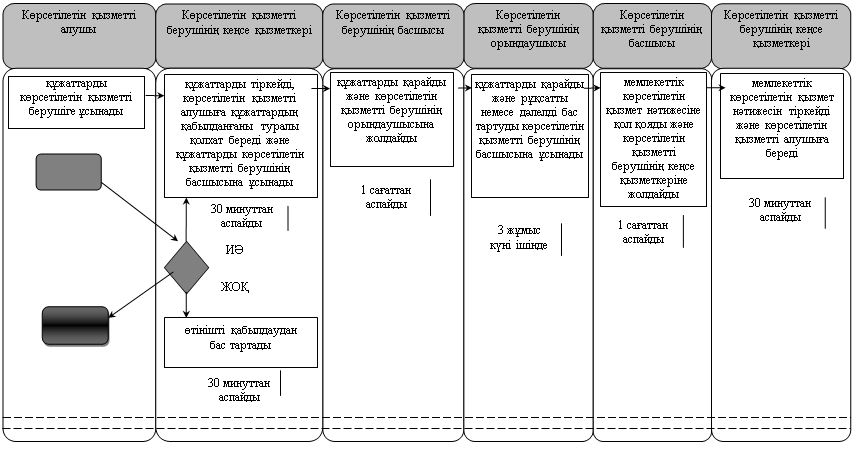 Көрсетілетін қызметті
алушы
Көрсетілетін қызметті
берушінің кеңсе қызметкері
Көрсетілетін қызметті
берушінің басшысы
Көрсетілетін
қызметті берушінің
орындаушысы
Көрсетілетін
қызметті берушінің
басшысы
Көрсетілетін қызметті
берушінің кеңсе
қызметкері
құжаттарды
көрсетілетін қызметті
берушіге ұсынады
құжаттарды тіркейді,
көрсетілетін қызметті
алушыға құжаттардың
қабылданғаны туралы
қолхат береді және
құжаттарды көрсетілетін
қызметті берушінің
басшысына ұсынады
30 минуттан
аспайды
ИӘ
ЖОҚ
өтінішті қабылдаудан
бас тартады
30 минуттан
аспайды
құжаттарды қарайды
және көрсетілетін
қызметті берушінің
орындаушысына
жолдайды
1 сағаттан
аспайды
құжаттарды қарайды
және рұқсатты
немесе дәлелді бас
тартуды көрсетілетін
қызметті берушінің
басшысына ұсынады
3 жұмыс
күні ішінде
мемлекеттік
көрсетілетін
қызмет нәтижесіне
қол қояды және
көрсетілетін
қызметті
берушінің кеңсе
қызметкеріне
жолдайды
1 сағаттан
аспайды
мемлекеттік
көрсетілетін қызмет
нәтижесін тіркейді
және көрсетілетін
қызметті алушыға
береді
30 минуттан
аспайды